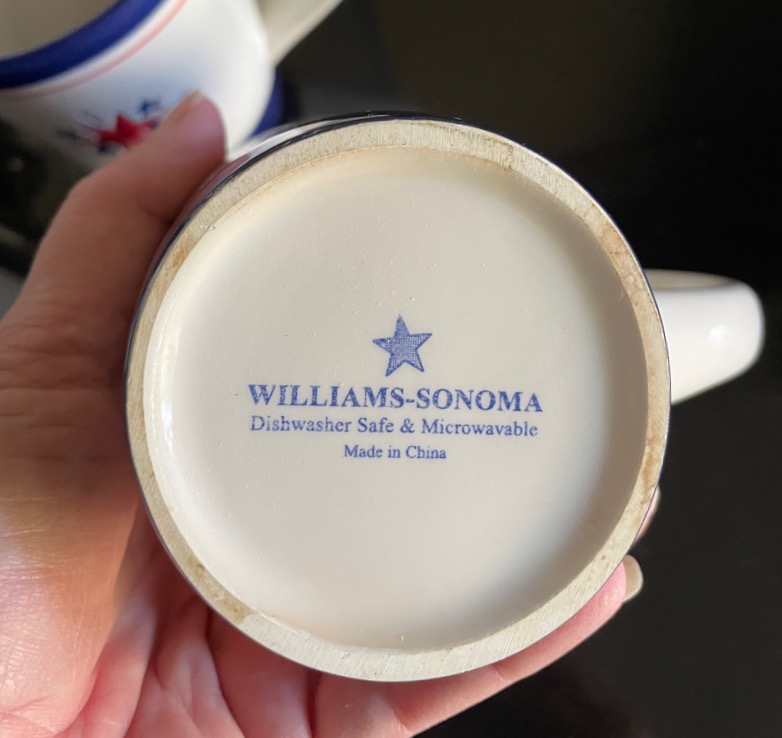 WILLIAMS-SONOMA
Dishwasher Safe & Microwavable
Made in China